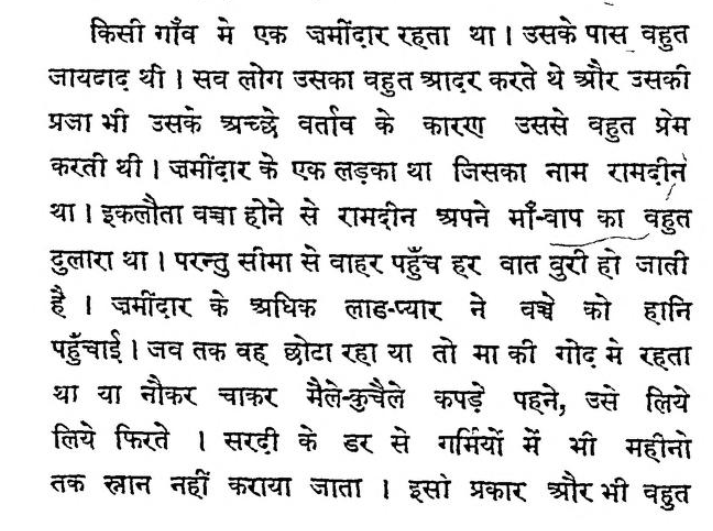 किसी गाँव मे एक ज़मींदार रहता था । उसके पास वहुत
जायदाद थी । सव लोग उसका वहुत आदर करते थे और उसकी
प्रजा भी उसके अच्छे वर्ताव के कारण उससे वहुत प्रेम
करती थी । ज़मींदार के एक लड़का था जिसका नाम रामदीन
था । इकलौता वच्चा होने से रामदीन अपने माँ-वाप का वहुत
दुलारा था । परन्तु सीमा से वाहर पहुँच हर वात वुरी हो जाती
है । ज़मींदार के अधिक लाड-प्यार ने वच्चे को हानि
पहुँचाई । जव तक वह छोटा रहा या तो मा की गोद मे रहता
था या नौकर चाकर मैले-कुचैले कपड़े पहने, उसे लिये
लिये फिरते । सरदी के डर से गर्मियों में भी महीनो
तक स्नान नहीं कराया जाता । इसी प्रकार और भी वहुत